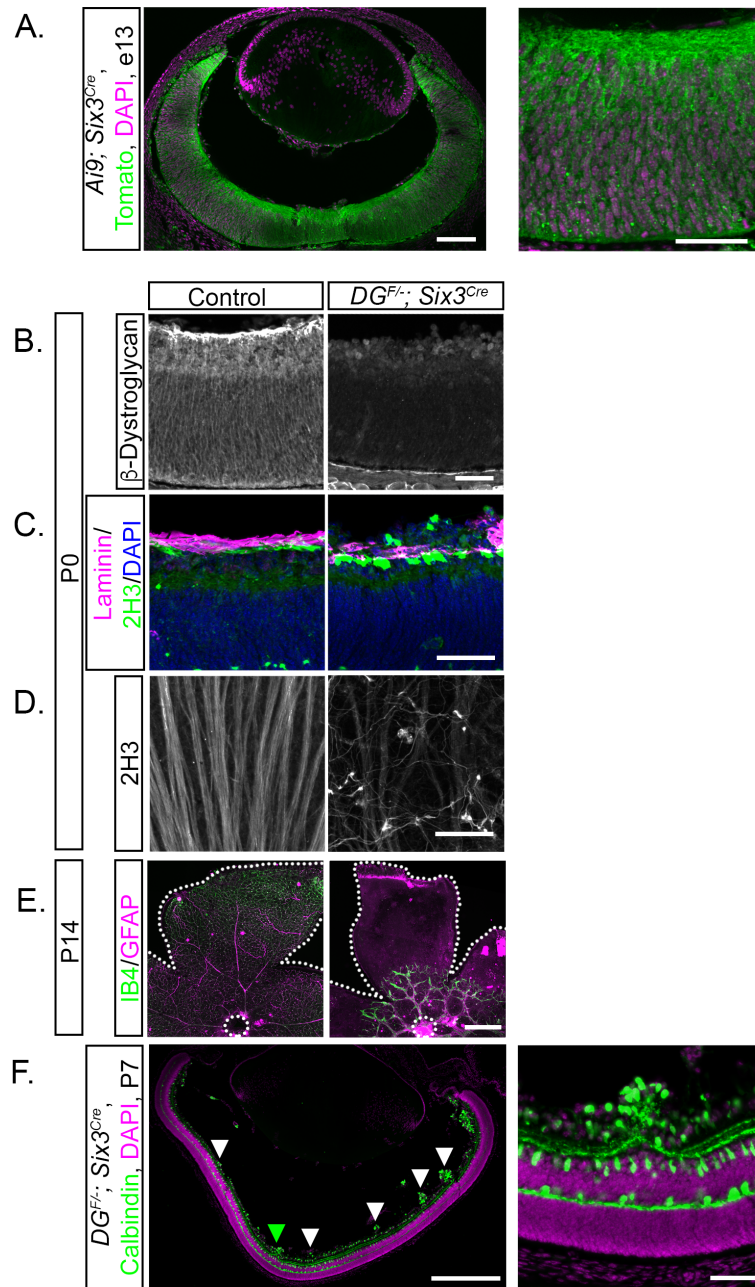 A.
Ai9; Six3Cre,
Tomato, DAPI, e13
Control
DGF/-; Six3Cre
B.
P0
β-Dystroglycan
C.
Laminin/
2H3/DAPI
D.
2H3
E.
P14
IB4/GFAP
F.
DGF/-; Six3Cre,
Calbindin, DAPI, P7